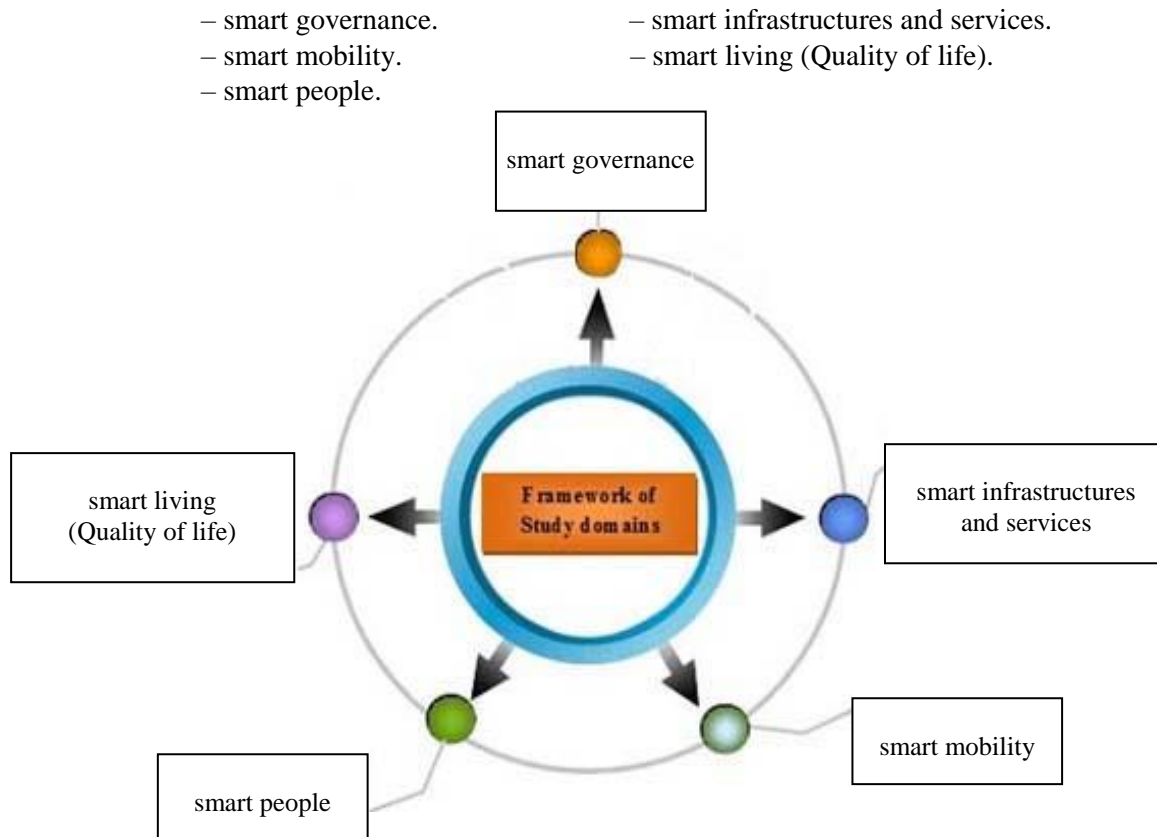 – smart governance.
– smart mobility.
– smart people.
– smart infrastructures and services.
– smart living (Quality of life).
smart governance
smart living
(Quality of life)
Framework of
Study domains
smart infrastructures
and services
smart people
smart mobility